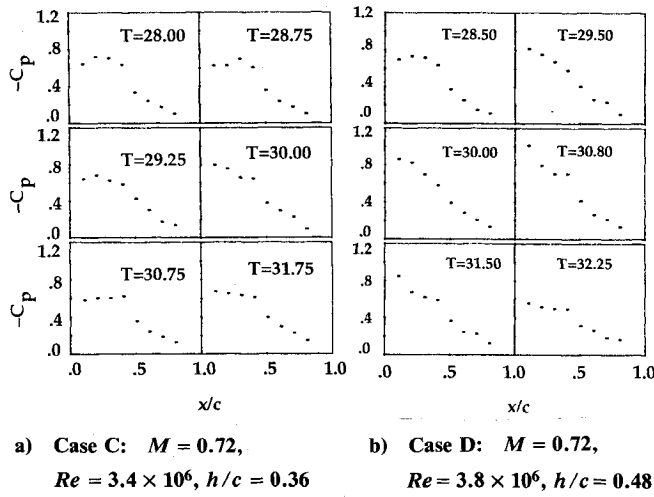 1.2 T=28.00 T=28.75 1.2 T=28.50 T=29.50
.8 .8
-Cp .4 .4
.0 .0
1.2 T=29.25 T=30.00 1.2 T=30.00 T=30.80
.8 .8
-Cp .4 .4
.0 .0
1.2 T=30.75 T=31.75 1.2 T=31.50 T=32.25
.8 .8
-Cp .4 .4
.0 .0
.0 .5 1.0 .5 1.0 .0 .5 1.0 .5 1.0
x/c x/c
a) Case C: M = 0.72, b) Case D: M = 0.72,
Re = 3.4 × 10⁶, h/c = 0.36 Re = 3.8 × 10⁶, h/c = 0.48